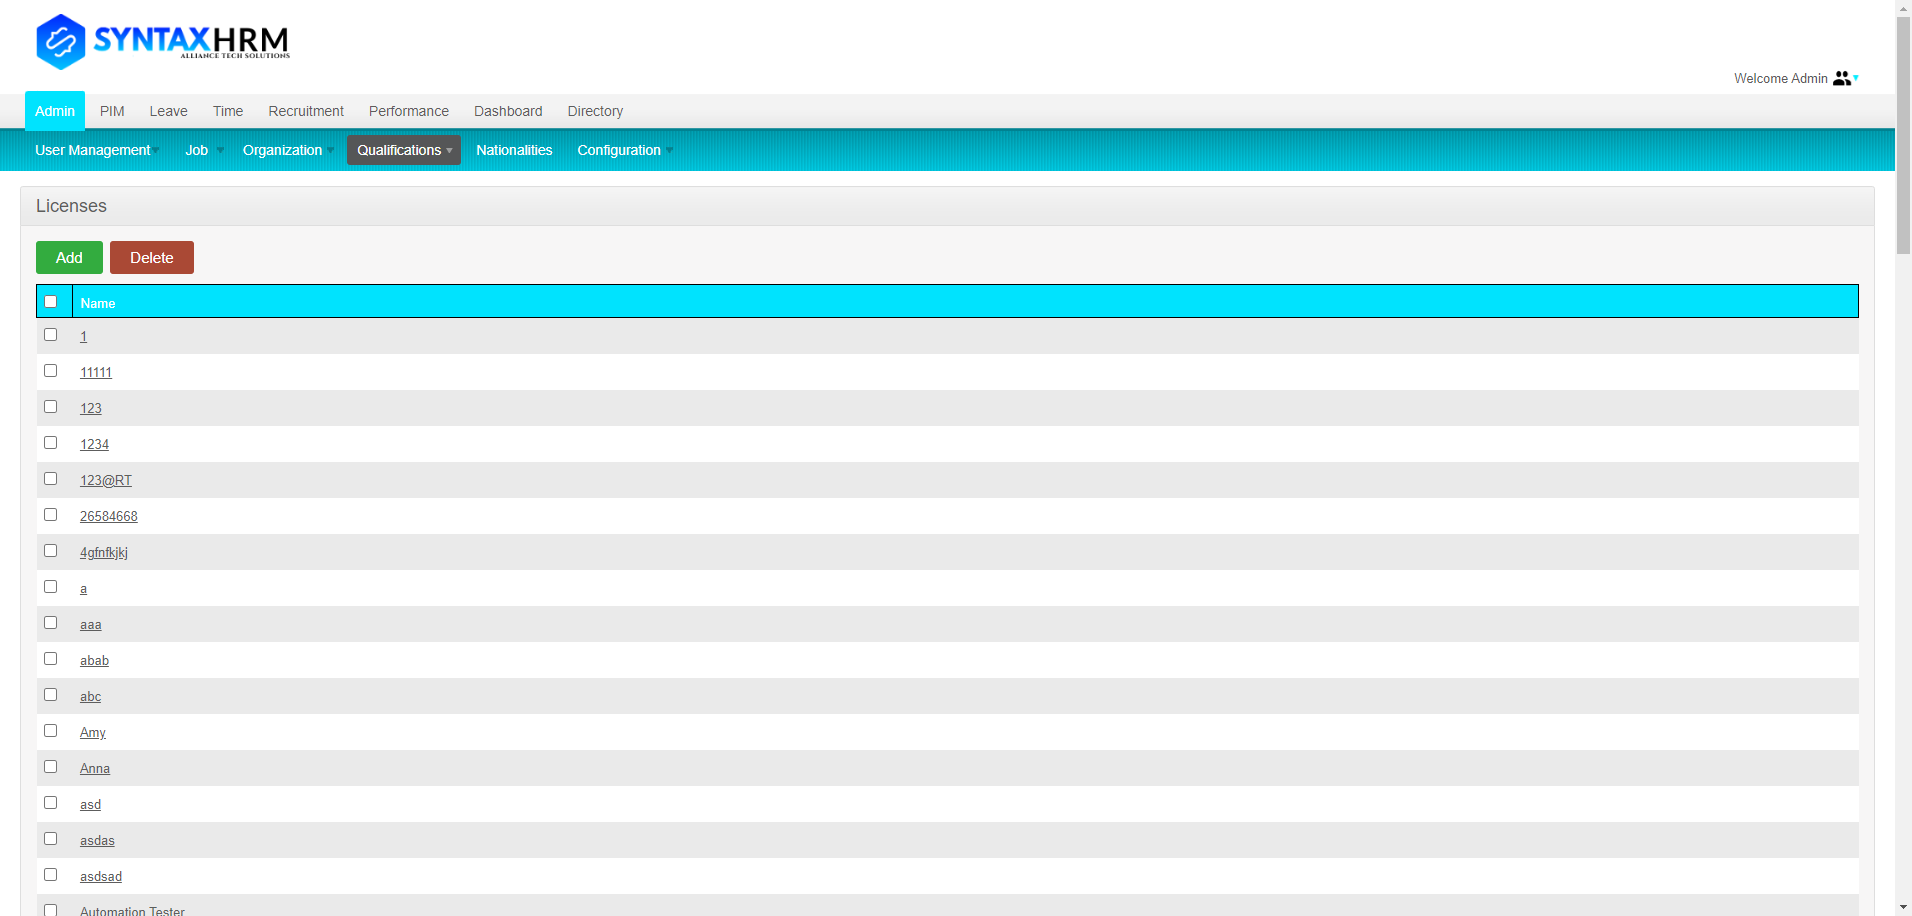 SYNTAXHRM
ALLIANCE TECH SOLUTIONS
Welcome Admin
Admin PIM Leave Time Recruitment Performance Dashboard Directory
User Management Job Organization Qualifications Nationalities Configuration
Licenses
Add Delete
Name
1
11111
123
1234
123@RT
26584668
4gfnfkjkj
a
aaa
abab
abc
Amy
Anna
asd
asdas
asdsad
Automation Tester